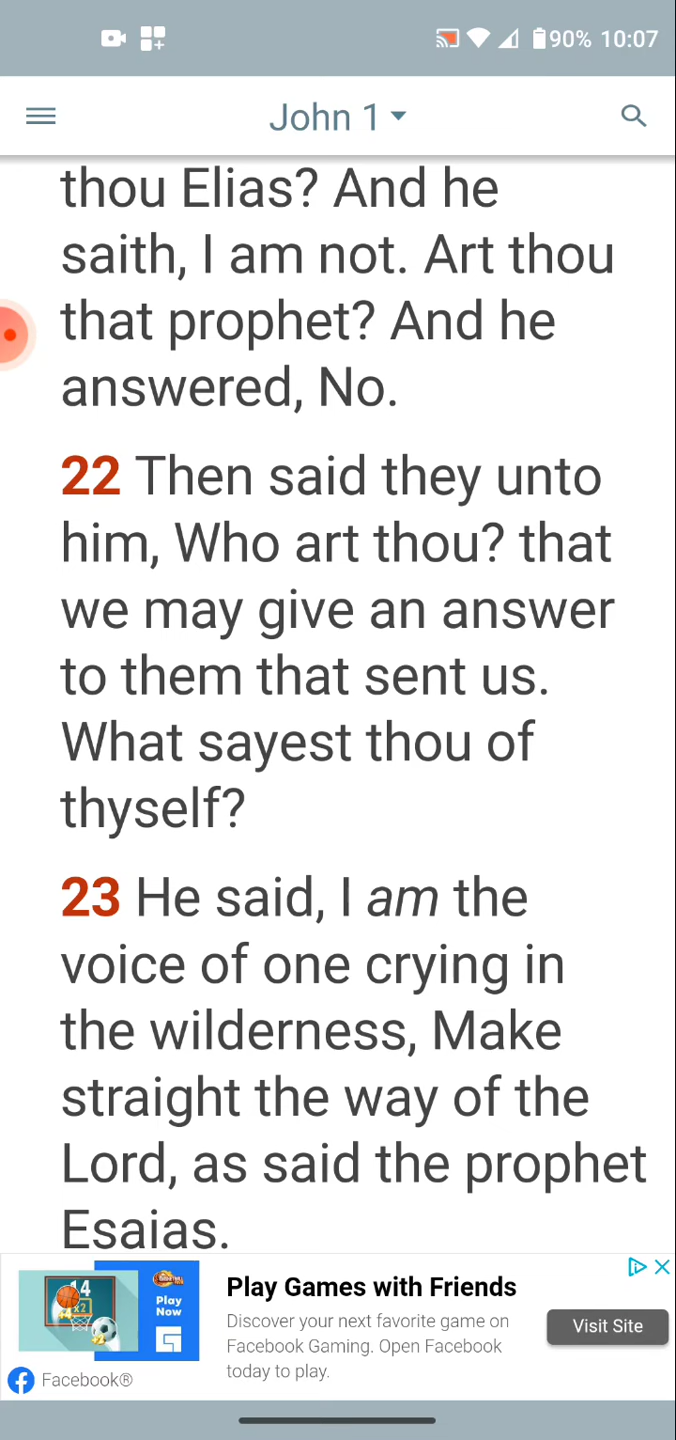 90% 10:07
John 1
thou Elias? And he
saith, I am not. Art thou
that prophet? And he
answered, No.
22 Then said they unto
him, Who art thou? that
we may give an answer
to them that sent us.
What sayest thou of
thyself?
23 He said, I am the
voice of one crying in
the wilderness, Make
straight the way of the
Lord, as said the prophet
Esaias.
14
x2
Play
Now
Play Games with Friends
Discover your next favorite game on
Facebook Gaming. Open Facebook
today to play.
Visit Site
Facebook®